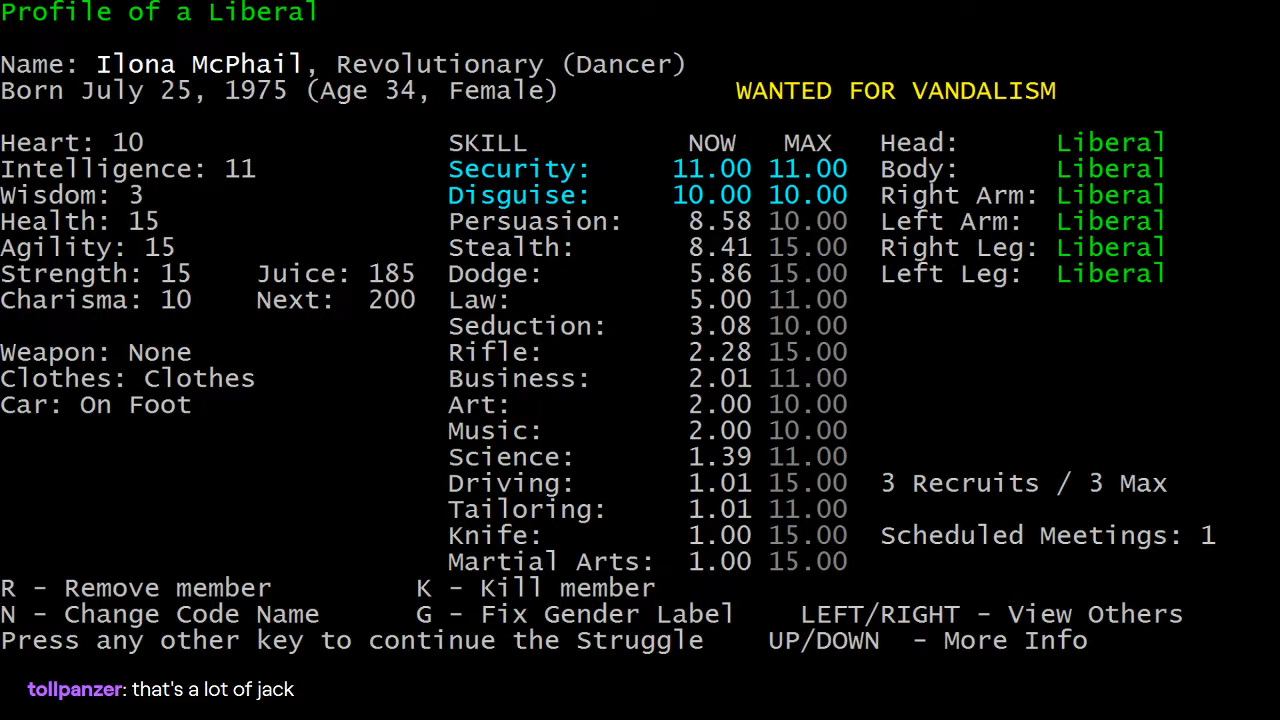 Profile of a Liberal
Name: Ilona McPhail, Revolutionary (Dancer)
Born July 25, 1975 (Age 34, Female) WANTED FOR VANDALISM
Heart: 10 SKILL NOW MAX Head: Liberal
Intelligence: 11 Security: 11.00 11.00 Body: Liberal
Wisdom: 3 Disguise: 10.00 10.00 Right Arm: Liberal
Health: 15 Persuasion: 8.58 10.00 Left Arm: Liberal
Agility: 15 Stealth: 8.41 15.00 Right Leg: Liberal
Strength: 15 Juice: 185 Dodge: 5.86 15.00 Left Leg: Liberal
Charisma: 10 Next: 200 Law: 5.00 11.00
Seduction: 3.08 10.00
Weapon: None Rifle: 2.28 15.00
Clothes: Clothes Business: 2.01 11.00
Car: On Foot Art: 2.00 10.00
Music: 2.00 10.00
Science: 1.39 11.00
Driving: 1.01 15.00 3 Recruits / 3 Max
Tailoring: 1.01 11.00
Knife: 1.00 15.00 Scheduled Meetings: 1
Martial Arts: 1.00 15.00
R - Remove member K - Kill member
N - Change Code Name G - Fix Gender Label LEFT/RIGHT - View Others
Press any other key to continue the Struggle UP/DOWN - More Info
tollpanzer: that's a lot of jack